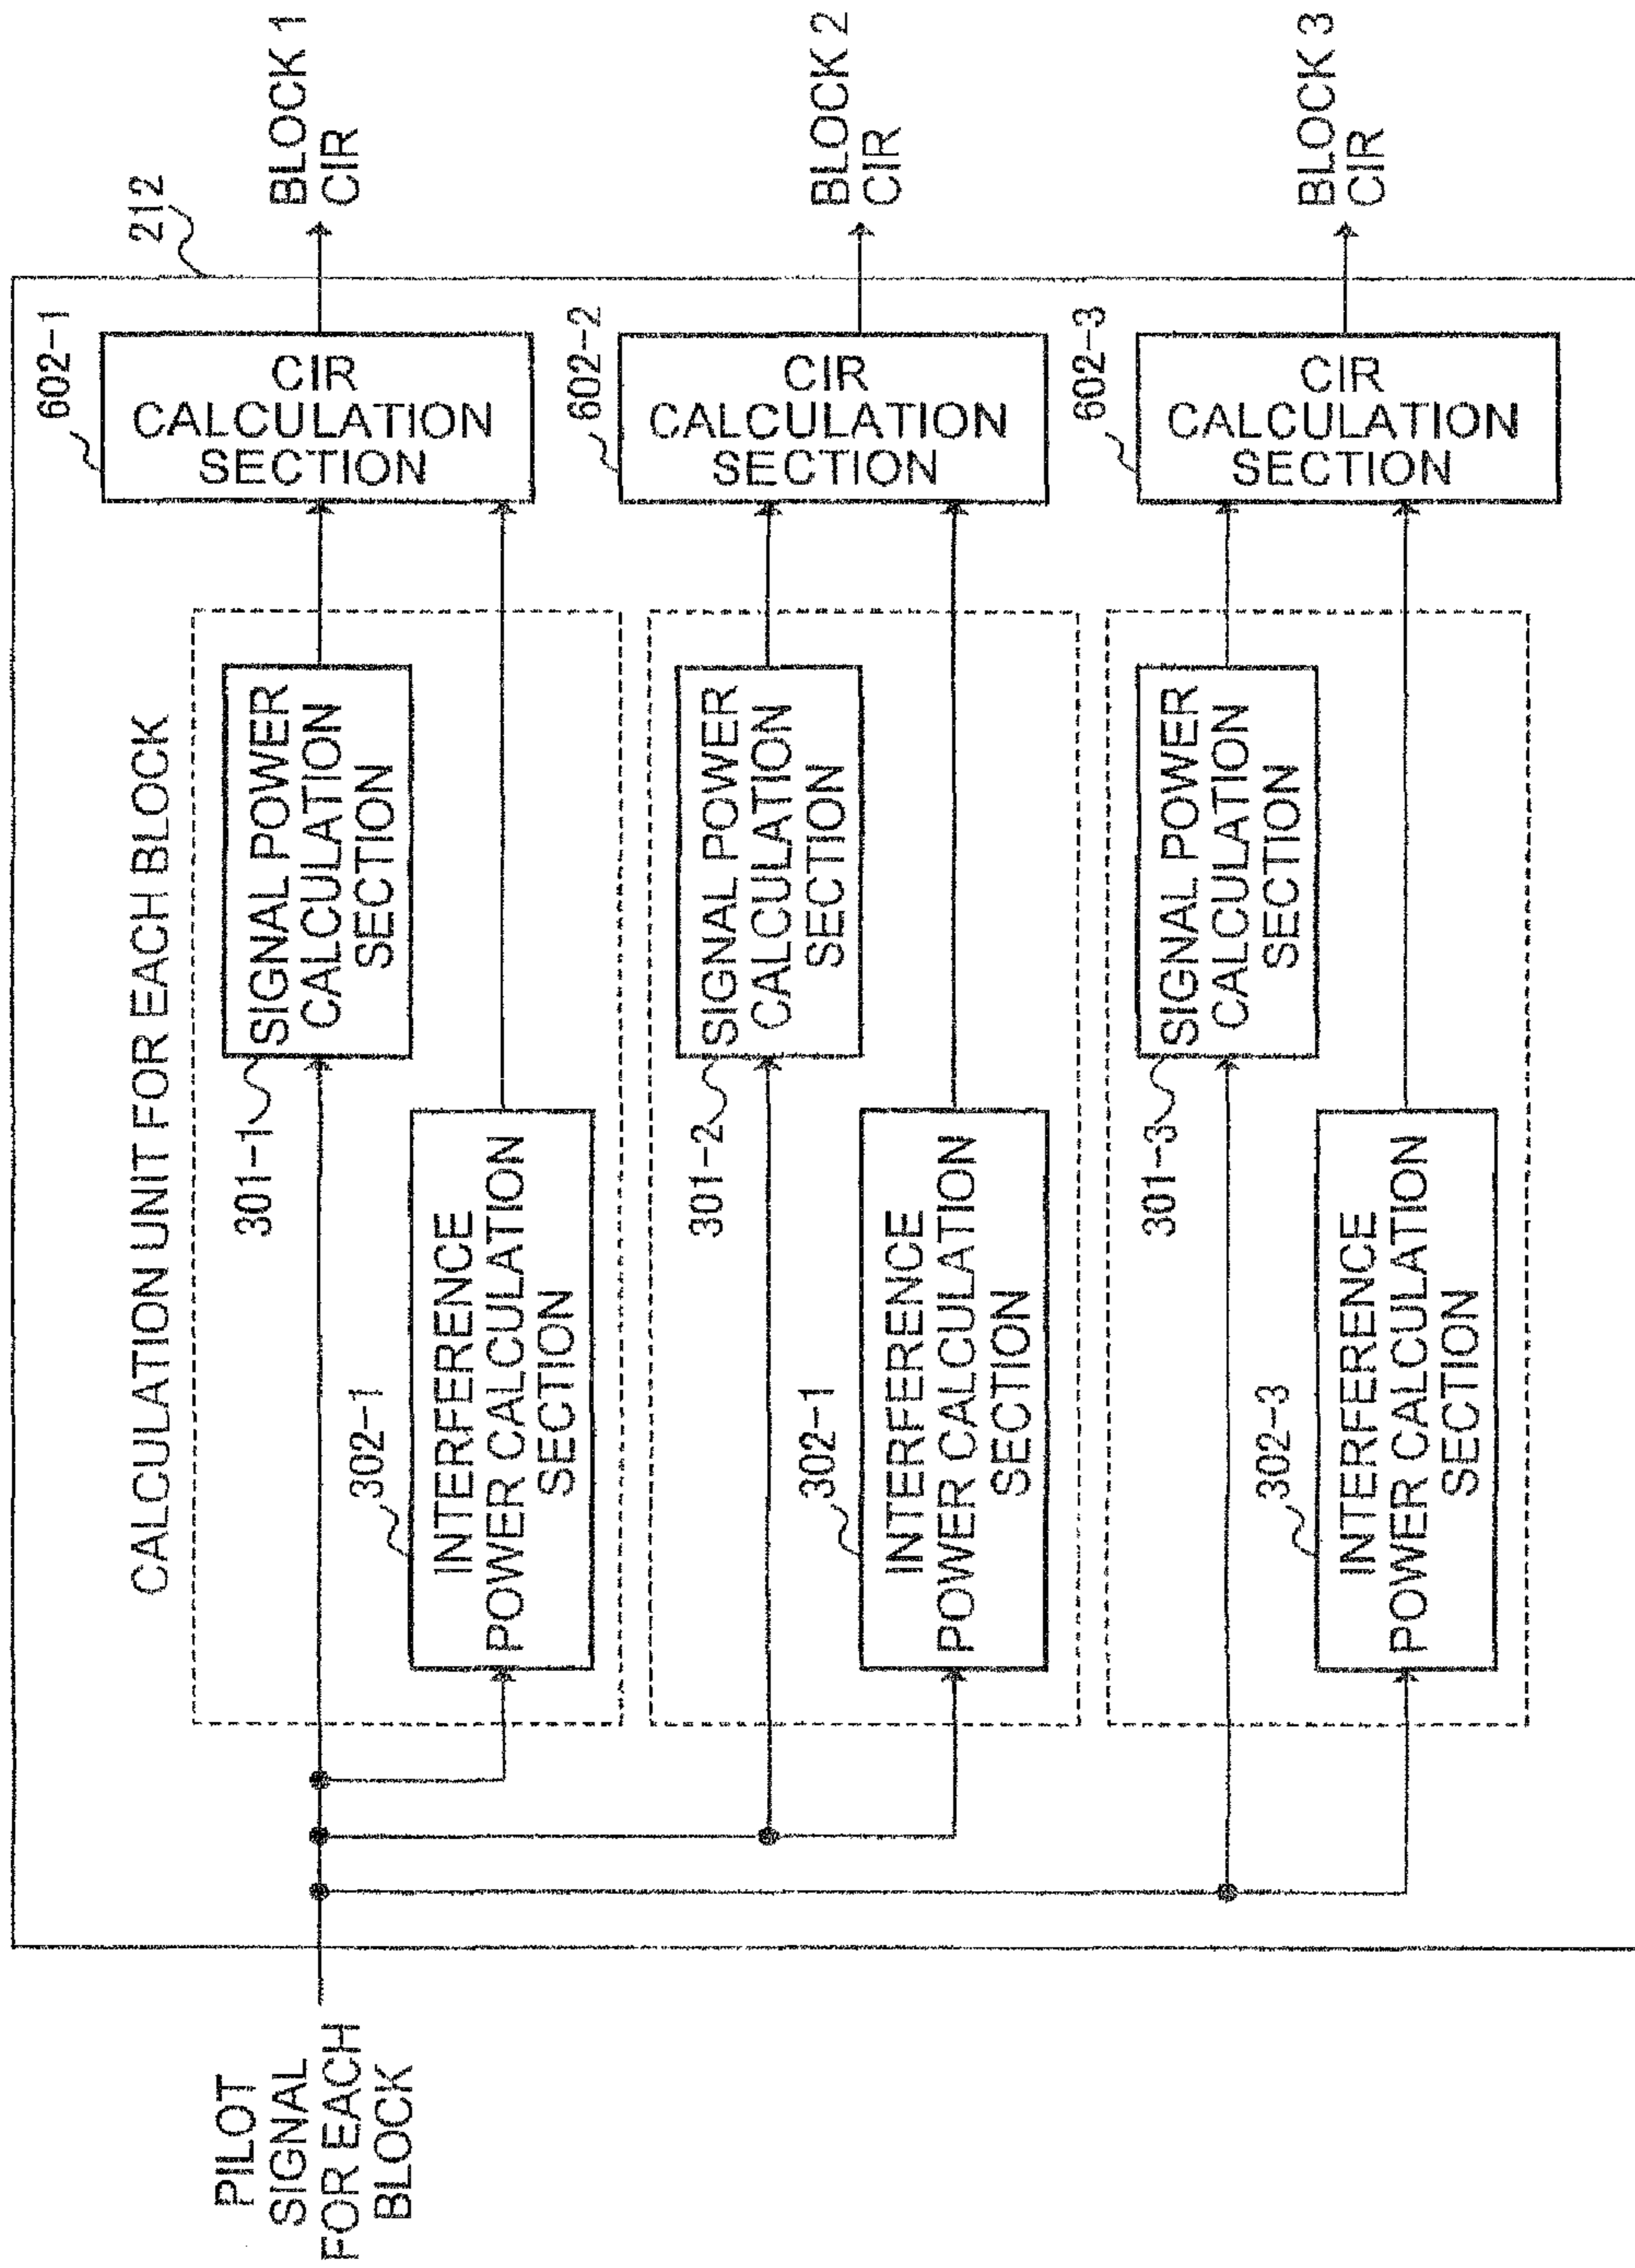 212
CALCULATION UNIT FOR EACH BLOCK
PILOT
SIGNAL
FOR EACH
BLOCK
301-1
SIGNAL POWER
CALCULATION
SECTION
302-1
INTERFERENCE
POWER CALCULATION
SECTION
602-1
CIR
CALCULATION
SECTION
BLOCK 1
CIR
301-2
SIGNAL POWER
CALCULATION
SECTION
302-1
INTERFERENCE
POWER CALCULATION
SECTION
602-2
CIR
CALCULATION
SECTION
BLOCK 2
CIR
301-3
SIGNAL POWER
CALCULATION
SECTION
302-3
INTERFERENCE
POWER CALCULATION
SECTION
602-3
CIR
CALCULATION
SECTION
BLOCK 3
CIR